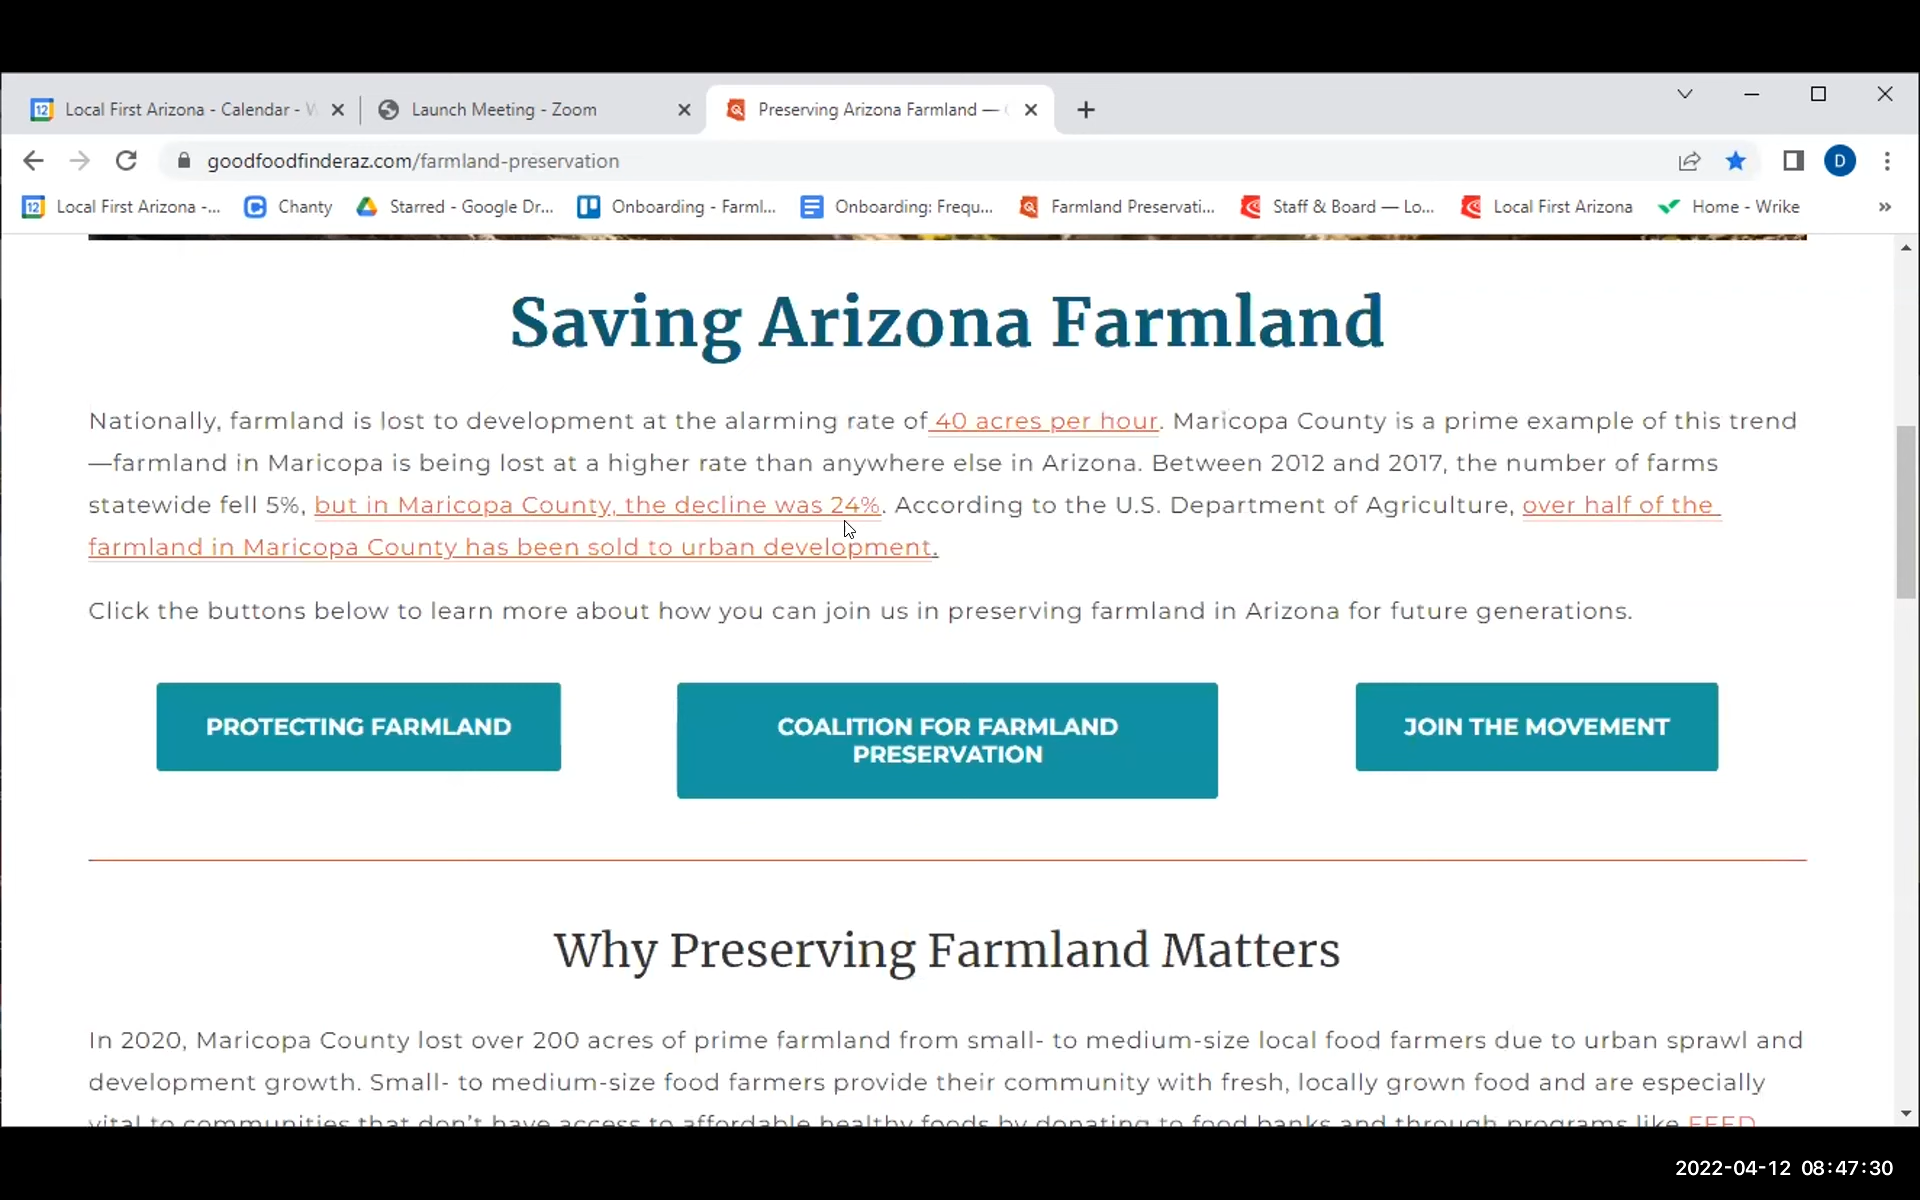 Local First Arizona - Calendar - W
Launch Meeting - Zoom
Preserving Arizona Farmland —
goodfoodfinderaz.com/farmland-preservation
D
12 Local First Arizona -...
Chanty
Starred - Google Dr...
Onboarding - Farml...
Onboarding: Frequ...
Farmland Preservati...
Staff & Board — Lo...
Local First Arizona
Home - Wrike
»
Saving Arizona Farmland
Nationally, farmland is lost to development at the alarming rate of 40 acres per hour. Maricopa County is a prime example of this trend
—farmland in Maricopa is being lost at a higher rate than anywhere else in Arizona. Between 2012 and 2017, the number of farms
statewide fell 5%, but in Maricopa County, the decline was 24%. According to the U.S. Department of Agriculture, over half of the
farmland in Maricopa County has been sold to urban development.
Click the buttons below to learn more about how you can join us in preserving farmland in Arizona for future generations.
PROTECTING FARMLAND
COALITION FOR FARMLAND
PRESERVATION
JOIN THE MOVEMENT
Why Preserving Farmland Matters
In 2020, Maricopa County lost over 200 acres of prime farmland from small- to medium-size local food farmers due to urban sprawl and
development growth. Small- to medium-size food farmers provide their community with fresh, locally grown food and are especially
vital to communities that don't have access to affordable healthy foods by donating to food banks and through programs like FEED
2022-04-12 08:47:30